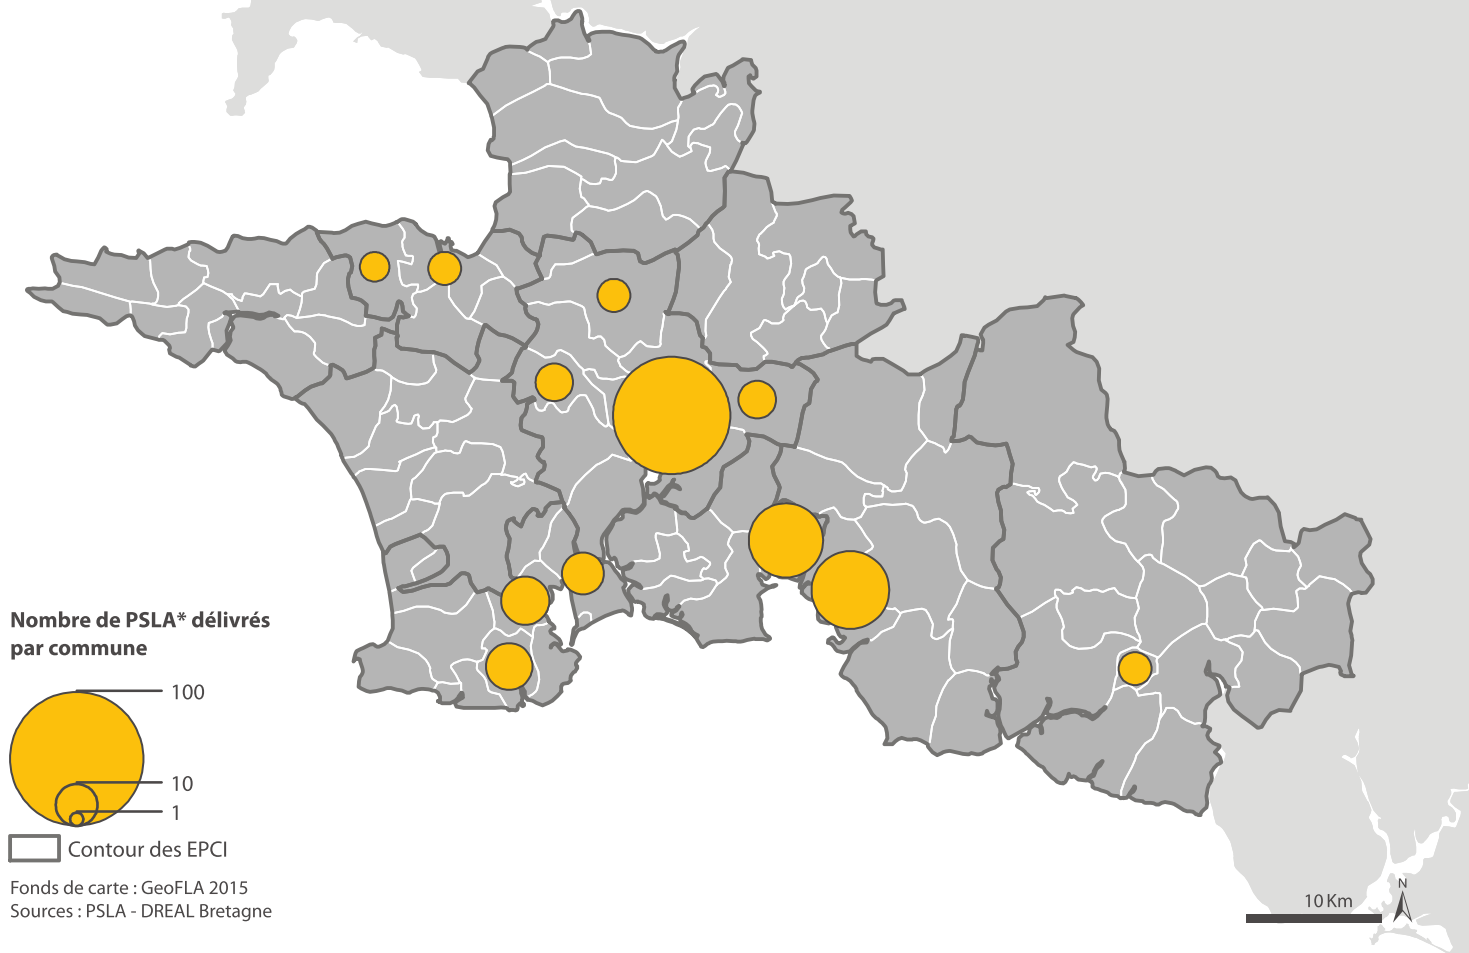 Nombre de PSLA* délivrés
par commune
100
10
1
Contour des EPCI
Fonds de carte : GeoFLA 2015
Sources : PSLA - DREAL Bretagne
10 Km
N